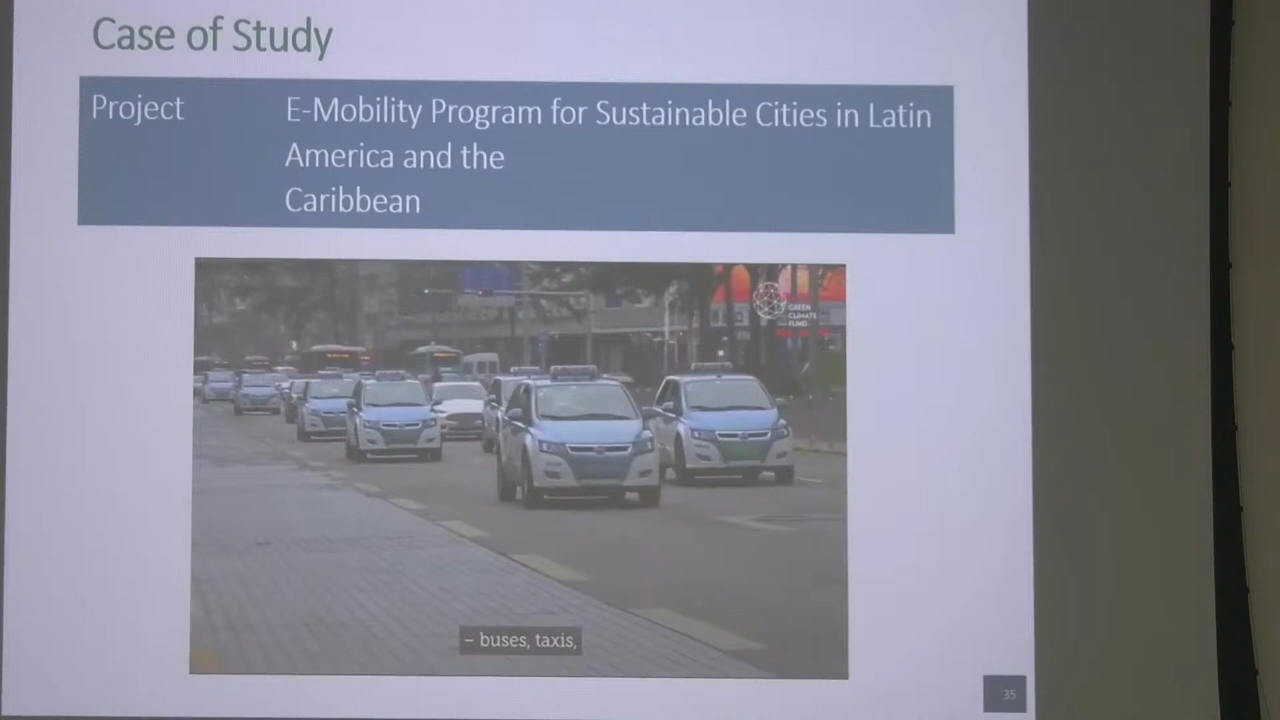 Case of Study
Project
E-Mobility Program for Sustainable Cities in Latin
America and the
Caribbean
GREEN
CLIMATE
FUND
– buses, taxis,
35